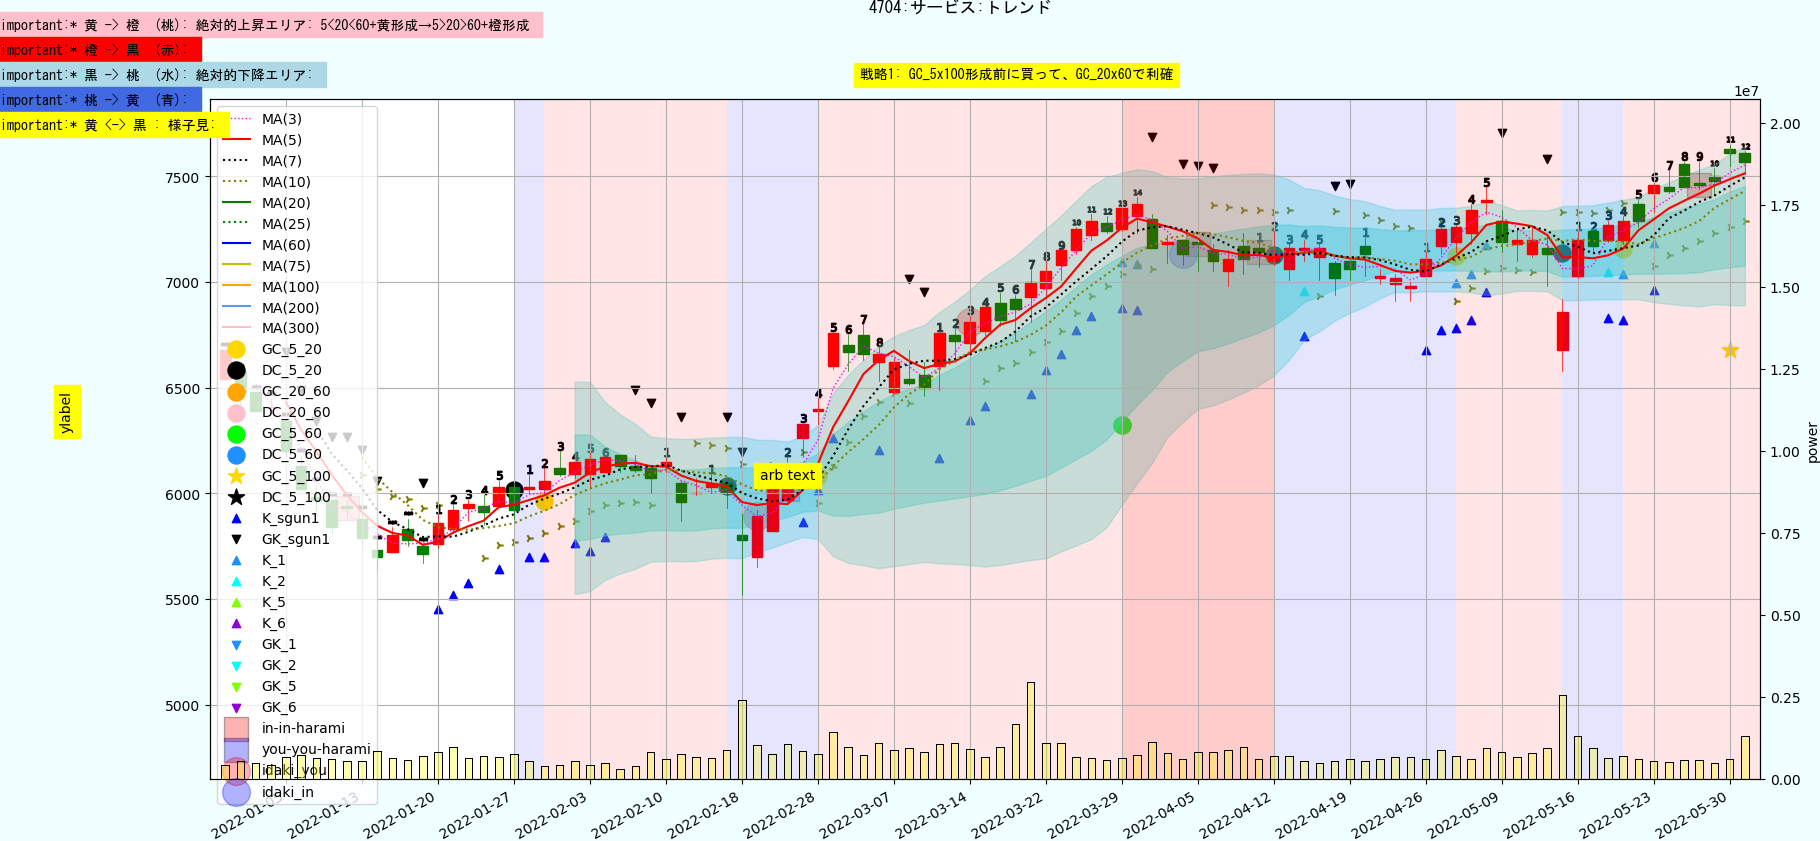 4704:サービス:トレンド
important:* 黄 -> 橙 (桃): 絶対的上昇エリア: 5<20<60+黄形成→5>20>60+橙形成
important:* 橙 -> 黒 (赤):
important:* 黒 -> 桃 (水): 絶対的下降エリア:
戦略1: GC_5x100形成前に買って、GC_20x60で利確
important:* 桃 -> 黄 (青):
important:* 黄 <-> 黒 : 様子見:
1e7
MA(3)
MA(5)
MA(7)
MA(10)
MA(20)
MA(25)
MA(60)
MA(75)
MA(100)
MA(200)
MA(300)
GC_5_20
DC_5_20
GC_20_60
DC_20_60
GC_5_60
DC_5_60
GC_5_100
DC_5_100
K_sgun1
GK_sgun1
K_1
K_2
K_5
K_6
GK_1
GK_2
GK_5
GK_6
in-in-harami
you-you-harami
idaki_you
idaki_in
7500
7000
6500
6000
5500
5000
ylabel
arb text
2.00
1.75
1.50
1.25
1.00
0.75
0.50
0.25
0.00
power
2022-01-13
2022-01-20
2022-01-27
2022-02-03
2022-02-10
2022-02-18
2022-02-28
2022-03-07
2022-03-14
2022-03-22
2022-03-29
2022-04-05
2022-04-12
2022-04-19
2022-04-26
2022-05-09
2022-05-16
2022-05-23
2022-05-30